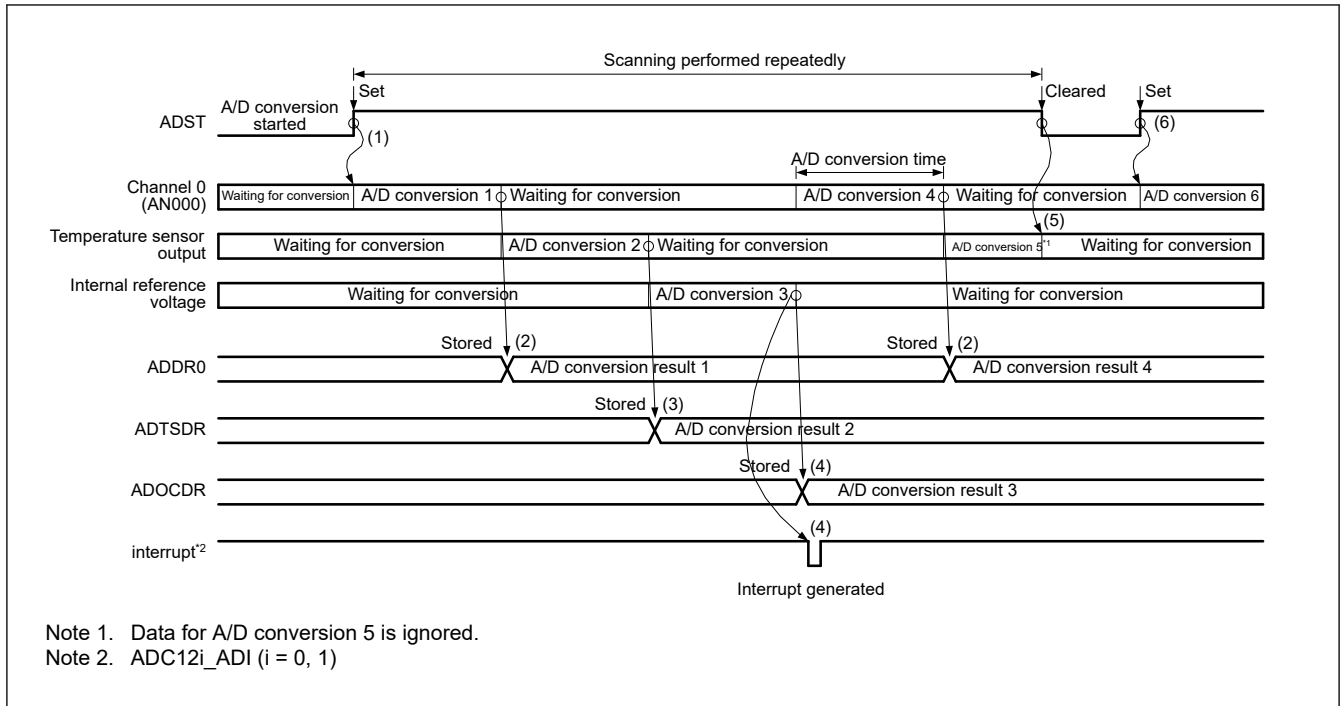 Scanning performed repeatedly
Set
Cleared
Set
ADST
A/D conversion
started
(1)
(6)
A/D conversion time
Channel 0
(AN000)
Waiting for conversion
A/D conversion 1
Waiting for conversion
A/D conversion 4
Waiting for conversion
A/D conversion 6
(5)
Temperature sensor
output
Waiting for conversion
A/D conversion 2
Waiting for conversion
A/D conversion 5*1
Waiting for conversion
Internal reference
voltage
Waiting for conversion
A/D conversion 3
Waiting for conversion
Stored
(2)
Stored
(2)
ADDR0
A/D conversion result 1
A/D conversion result 4
Stored
(3)
ADTSDR
A/D conversion result 2
Stored
(4)
ADOCDR
A/D conversion result 3
(4)
interrupt*2
Interrupt generated
Note 1. Data for A/D conversion 5 is ignored.
Note 2. ADC12i_ADI (i = 0, 1)